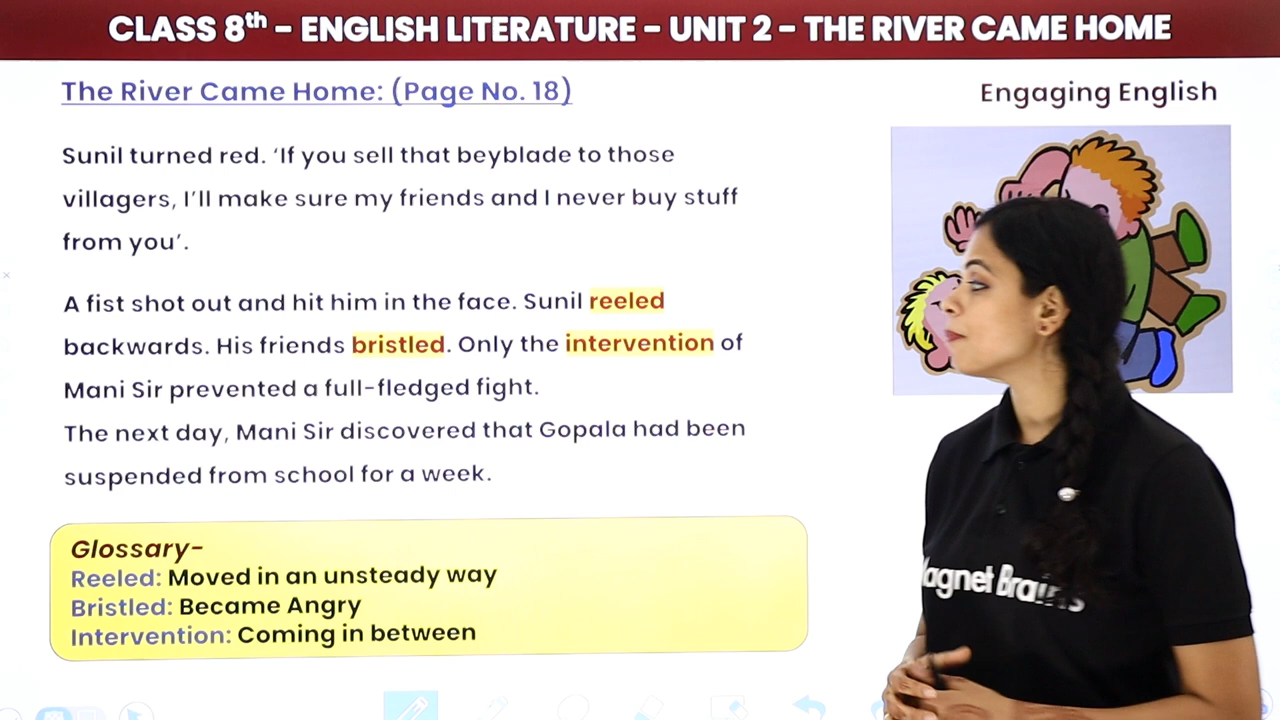 CLASS 8th – ENGLISH LITERATURE – UNIT 2 – THE RIVER CAME HOME
The River Came Home: (Page No. 18)
Engaging English
Sunil turned red. ‘If you sell that beyblade to those
villagers, I’ll make sure my friends and I never buy stuff
from you’.
A fist shot out and hit him in the face. Sunil reeled
backwards. His friends bristled. Only the intervention of
Mani Sir prevented a full-fledged fight.
The next day, Mani Sir discovered that Gopala had been
suspended from school for a week.
Glossary-
Reeled: Moved in an unsteady way
Bristled: Became Angry
Intervention: Coming in between
agnet Brains